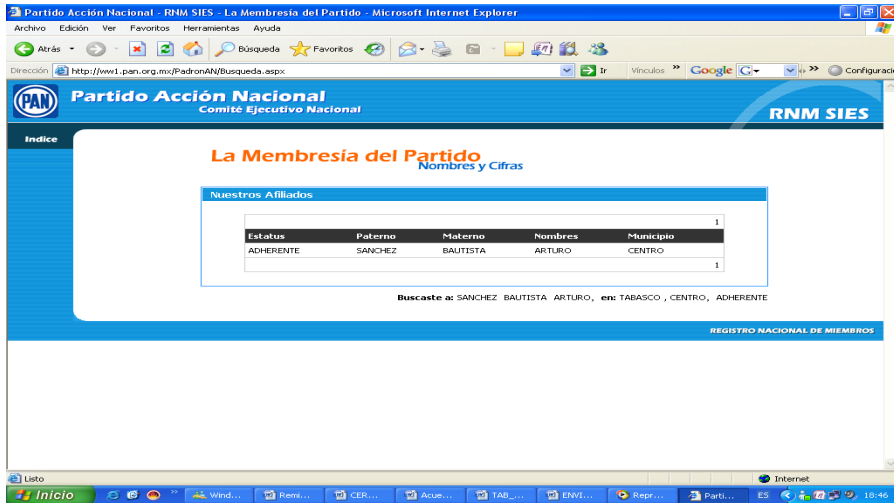 Partido Acción Nacional - RNM SIES - La Membresía del Partido - Microsoft Internet Explorer
Archivo Edición Ver Favoritos Herramientas Ayuda
Atrás Búsqueda Favoritos
Dirección http://ww1.pan.org.mx/PadronAN/Busqueda.aspx Ir Vínculos Google G Configuraci
PAN Partido Acción Nacional
Comité Ejecutivo Nacional
RNM SIES
Indice
La Membresía del Partido
Nombres y Cifras
Nuestros Afiliados
1
Estatus Paterno Materno Nombres Municipio
ADHERENTE SANCHEZ BAUTISTA ARTURO CENTRO
1
Buscaste a: SANCHEZ BAUTISTA ARTURO, en: TABASCO , CENTRO, ADHERENTE
REGISTRO NACIONAL DE MIEMBROS
Listo Internet
Inicio Wind... Remi... CER... Acue... TAB_... ENVI... Repr... Parti... ES 18:46